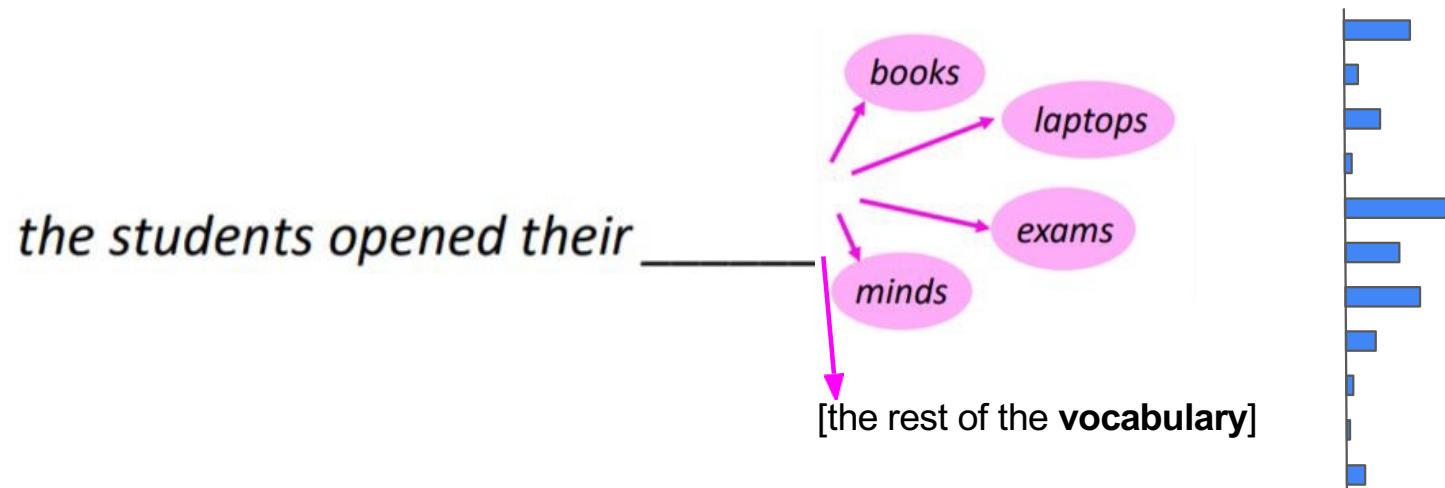 books
laptops
the students opened their ______
exams
minds
[the rest of the vocabulary]